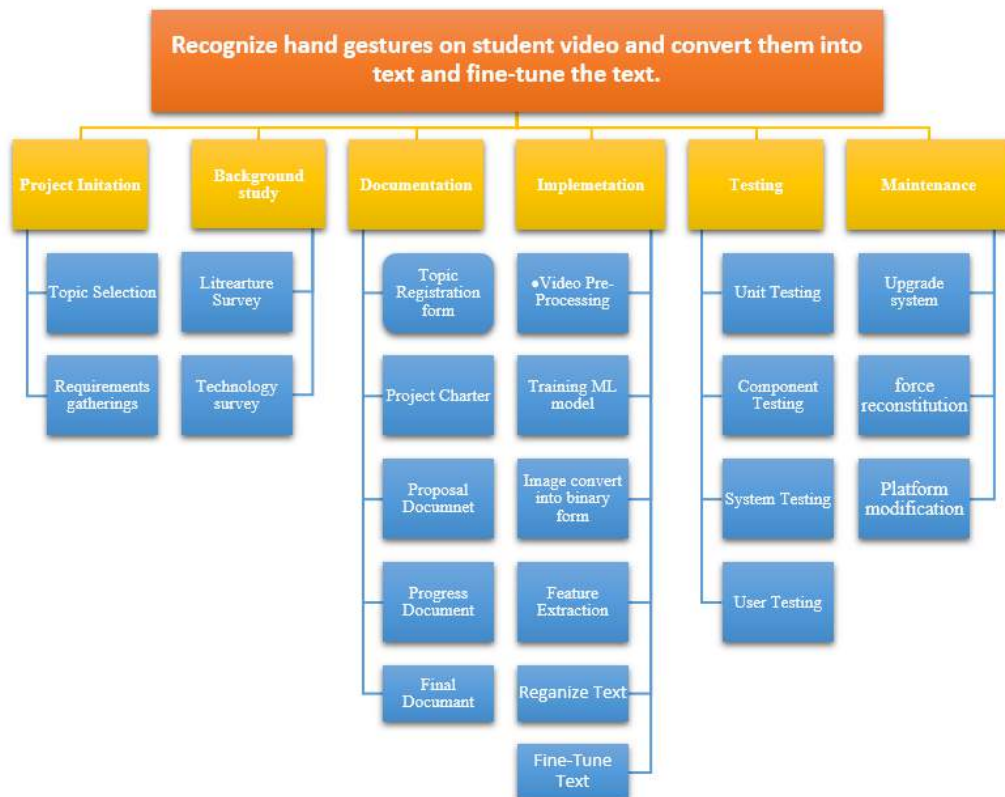 Recognize hand gestures on student video and convert them into
text and fine-tune the text.
Project Initation
Background
study
Documentation
Implemetation
Testing
Maintenance
Topic Selection
Requirements
gatherings
Litrearture
Survey
Technology
survey
Topic
Registration
form
Project Charter
Proposal
Documnet
Progress
Document
Final
Documant
•Video Pre-
Processing
Training ML
model
Image convert
into binary
form
Feature
Extraction
Reganize Text
Fine-Tune
Text
Unit Testing
Component
Testing
System Testing
User Testing
Upgrade
system
force
reconstitution
Platform
modification